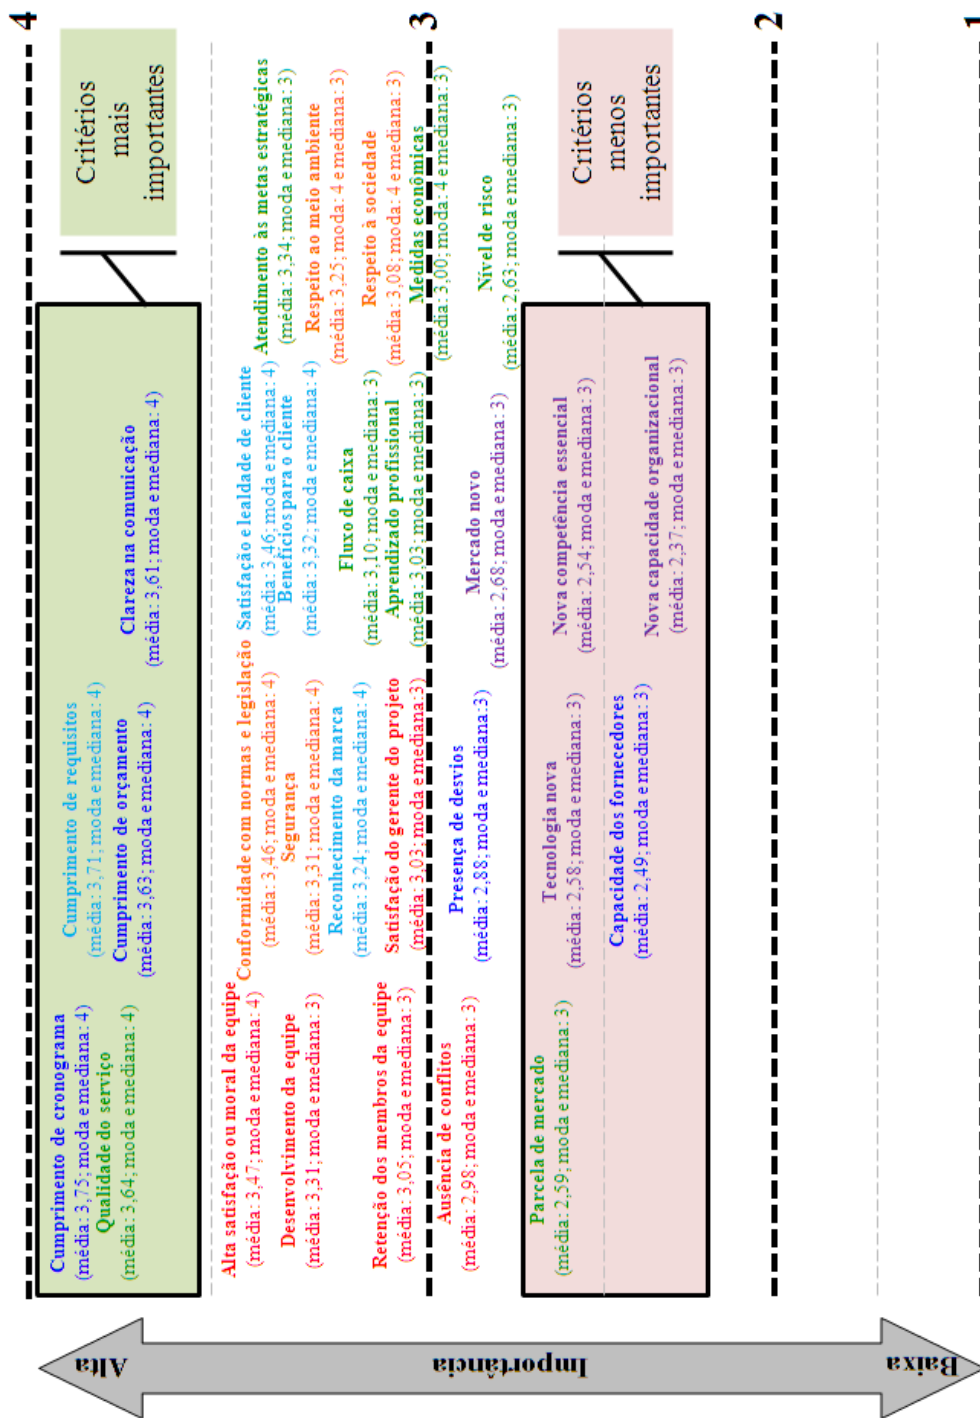 4
Critérios
mais
importantes
Cumprimento de cronograma
(média: 3,75; moda e mediana: 4)
Qualidade do serviço
(média: 3,64; moda e mediana: 4)
Cumprimento de requisitos
(média: 3,71; moda e mediana: 4)
Cumprimento de orçamento
(média: 3,63; moda e mediana: 4)
Clareza na comunicação
(média: 3,61; moda e mediana: 4)
Alta satisfação ou moral da equipe
(média: 3,47; moda e mediana: 4)
Desenvolvimento da equipe
(média: 3,31; moda e mediana: 3)
Retenção dos membros da equipe
(média: 3,05; moda e mediana: 3)
Ausência de conflitos
(média: 2,98; moda e mediana: 3)
Conformidade com normas e legislação
(média: 3,46; moda e mediana: 4)
Segurança
(média: 3,31; moda e mediana: 4)
Reconhecimento da marca
(média: 3,24; moda e mediana: 4)
Satisfação do gerente do projeto
(média: 3,03; moda e mediana: 3)
Presença de desvios
(média: 2,88; moda e mediana: 3)
Satisfação e lealdade de cliente
(média: 3,46; moda e mediana: 4)
Benefícios para o cliente
(média: 3,32; moda e mediana: 4)
Fluxo de caixa
(média: 3,10; moda e mediana: 3)
Aprendizado profissional
(média: 3,03; moda e mediana: 3)
Mercado novo
(média: 2,68; moda e mediana: 3)
Atendimento às metas estratégicas
(média: 3,34; moda e mediana: 3)
Respeito ao meio ambiente
(média: 3,25; moda: 4 e mediana: 3)
Respeito à sociedade
(média: 3,08; moda: 4 e mediana: 3)
Medidas econômicas
(média: 3,00; moda: 4 e mediana: 3)
Nível de risco
(média: 2,63; moda e mediana: 3)
3
Critérios
menos
importantes
Parcela de mercado
(média: 2,59; moda e mediana: 3)
Tecnologia nova
(média: 2,58; moda e mediana: 3)
Capacidade dos fornecedores
(média: 2,49; moda e mediana: 3)
Nova competência essencial
(média: 2,54; moda e mediana: 3)
Nova capacidade organizacional
(média: 2,37; moda e mediana: 3)
2
1
Alta
Importância
Baixa